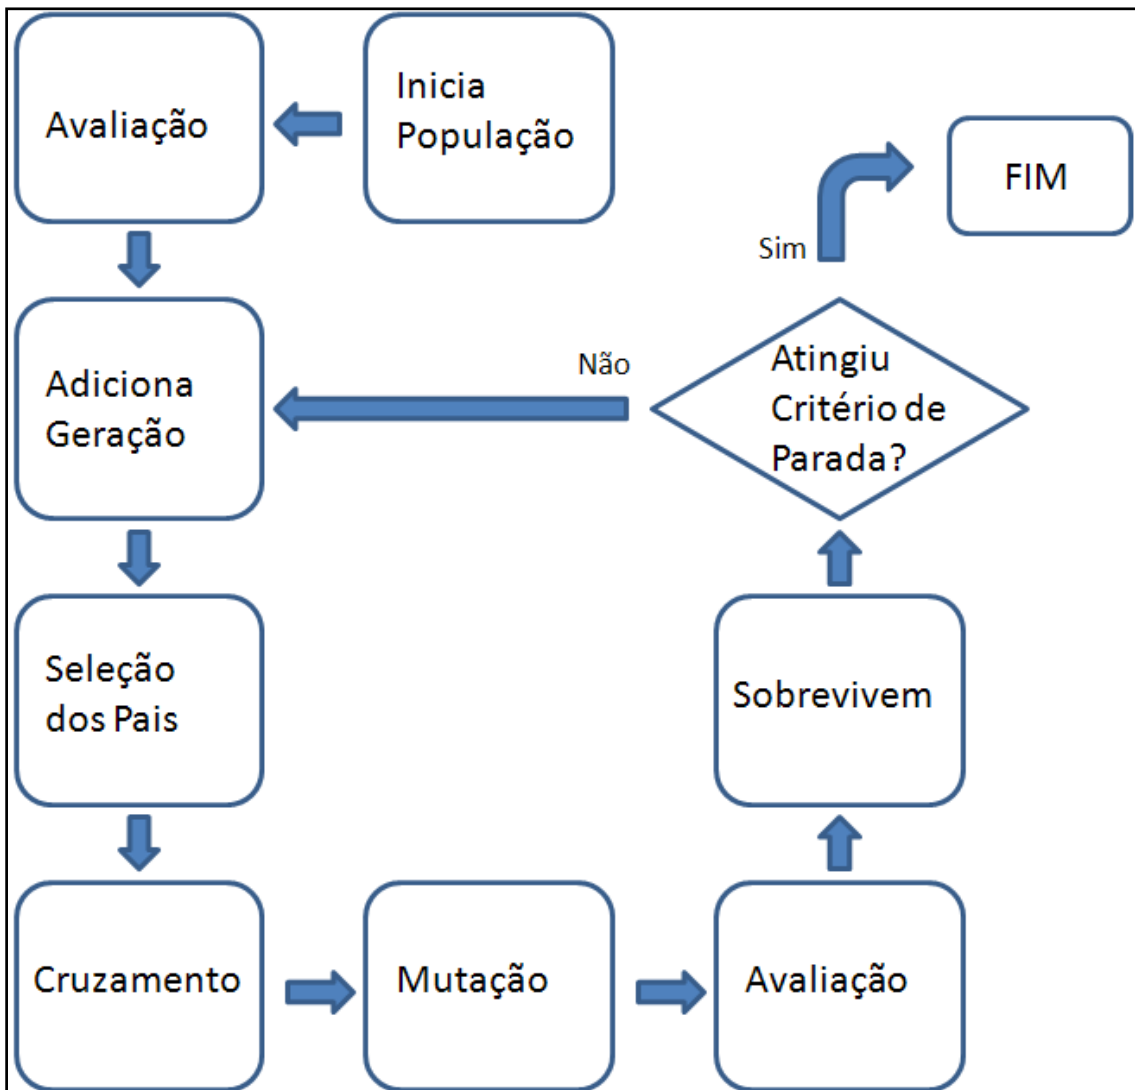 Inicia
População
Avaliação
Adiciona
Geração
Seleção
dos Pais
Cruzamento
Mutação
Avaliação
Sobrevivem
Atingiu
Critério de
Parada?
Não
Sim
FIM